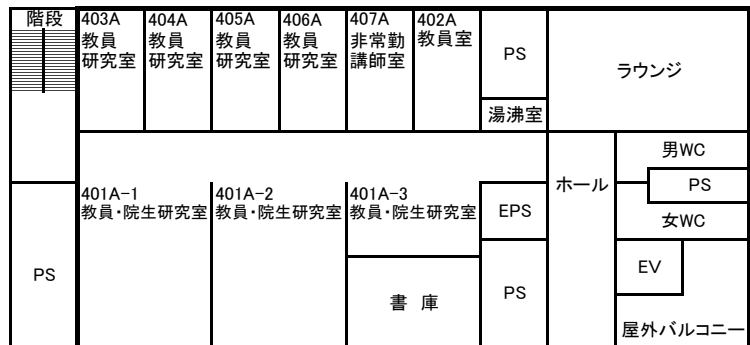 階段
403A
教員
研究室
404A
教員
研究室
405A
教員
研究室
406A
教員
研究室
407A
非常勤
講師室
402A
教員室
PS
湯沸室
ラウンジ
男WC
PS
女WC
ホール
401A-1
教員・院生研究室
401A-2
教員・院生研究室
401A-3
教員・院生研究室
EPS
PS
書 庫
PS
EV
屋外バルコニー